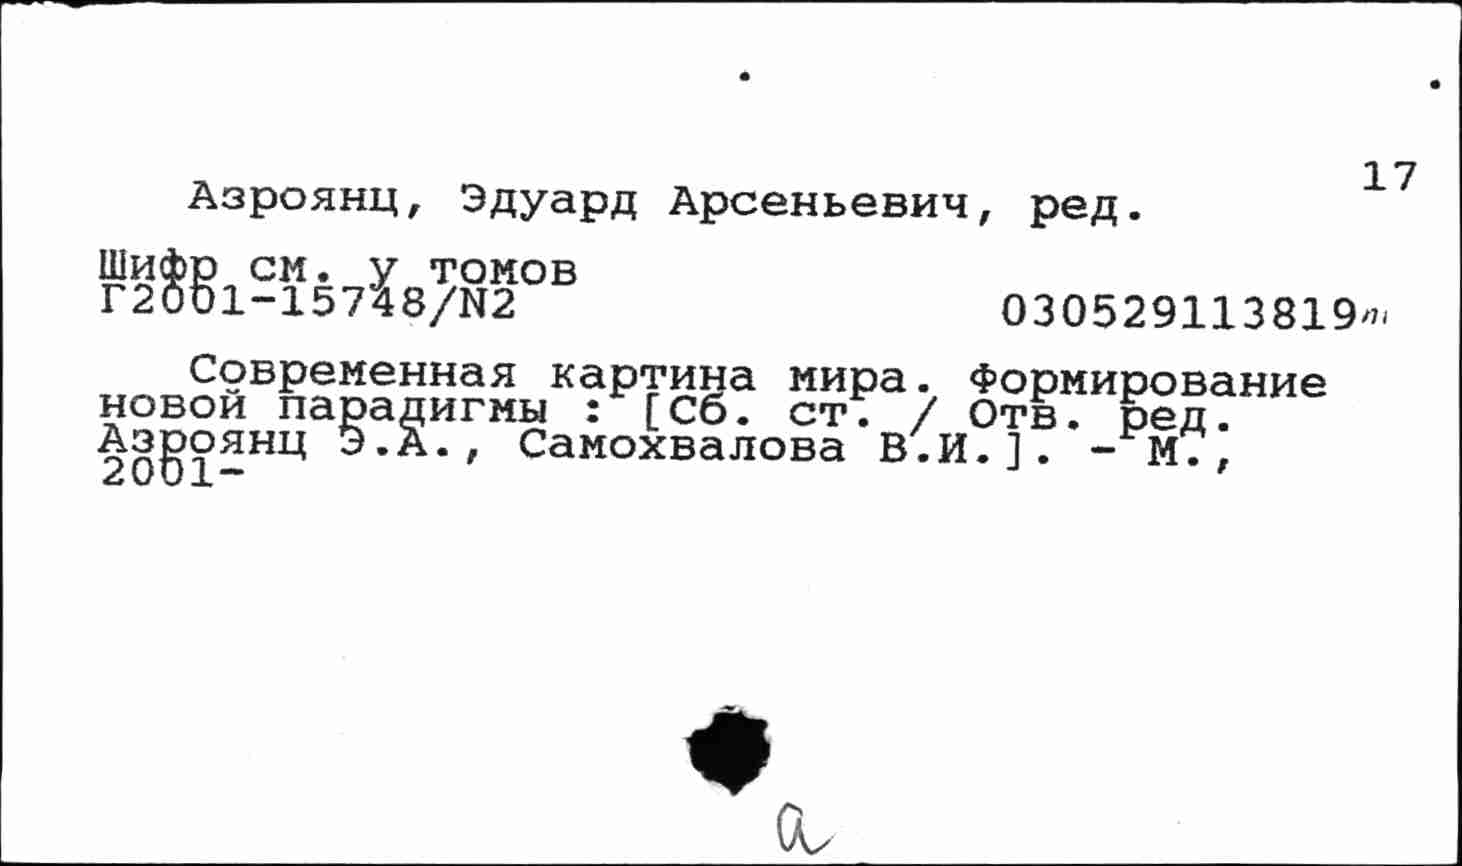 17
Азроянц, Эдуард Арсеньевич, ред.
Шифр см. у томов
Г2001-15748/N2
030529113819
Современная картина мира. Формирование
новой парадигмы : [Сб. ст. / Отв. ред.
Азроянц Э.А., Самохвалова В.И.]. - М.,
2001-
а